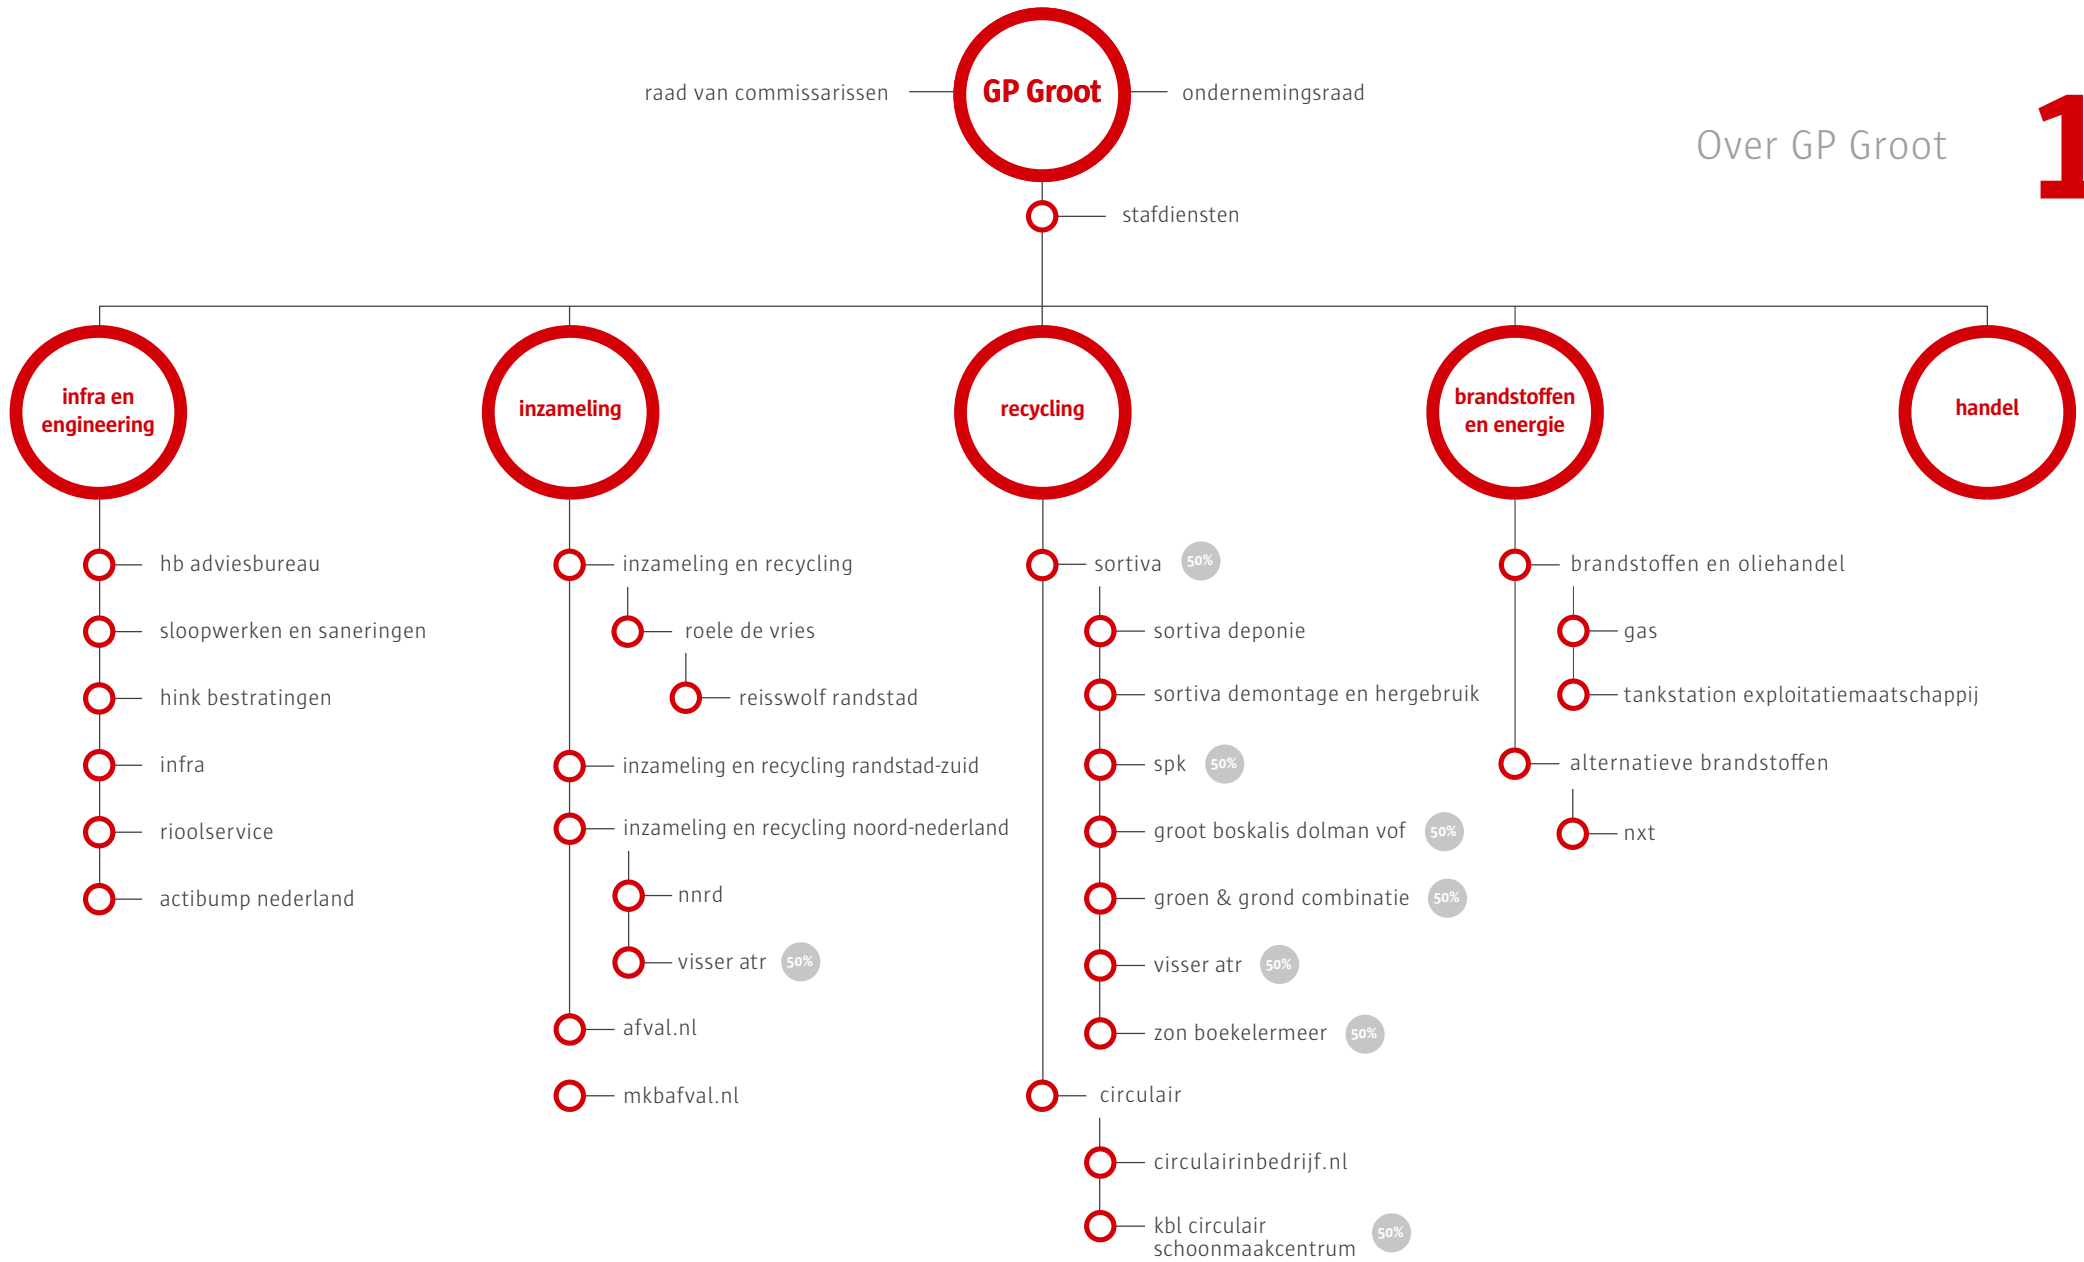 GP Groot
raad van commissarissen
ondernemingsraad
Over GP Groot
1
stafdiensten
infra en
engineering
inzameling
recycling
brandstoffen
en energie
handel
hb adviesbureau
sloopwerken en saneringen
hink bestratingen
infra
rioolservice
actibump nederland
inzameling en recycling
roele de vries
reisswolf randstad
inzameling en recycling randstad-zuid
inzameling en recycling noord-nederland
nnrd
visser atr 50%
afval.nl
mkbafval.nl
sortiva 50%
sortiva deponie
sortiva demontage en hergebruik
spk 50%
groot boskalis dolman vof 50%
groen & grond combinatie 50%
visser atr 50%
zon boekelermeer 50%
circulair
circulairinbedrijf.nl
kbl circulair
schoonmaakcentrum 50%
brandstoffen en oliehandel
gas
tankstation exploitatiemaatschappij
alternatieve brandstoffen
nxt